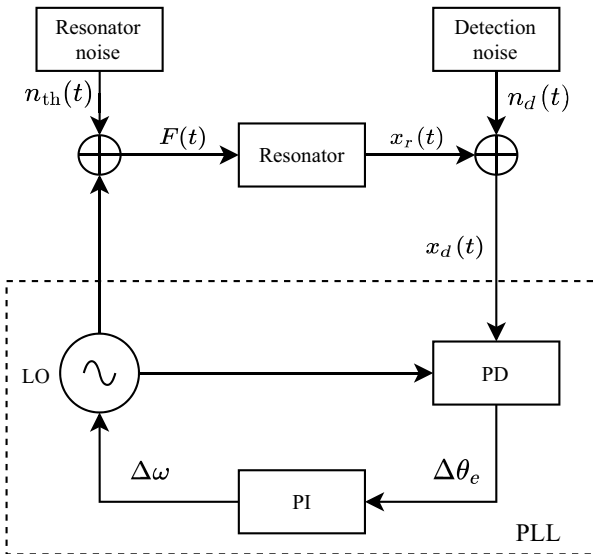 Resonator
noise
Detection
noise
n_th(t)
n_d(t)
F(t)
Resonator
x_r(t)
x_d(t)
LO
PD
Δω
PI
Δθ_e
PLL